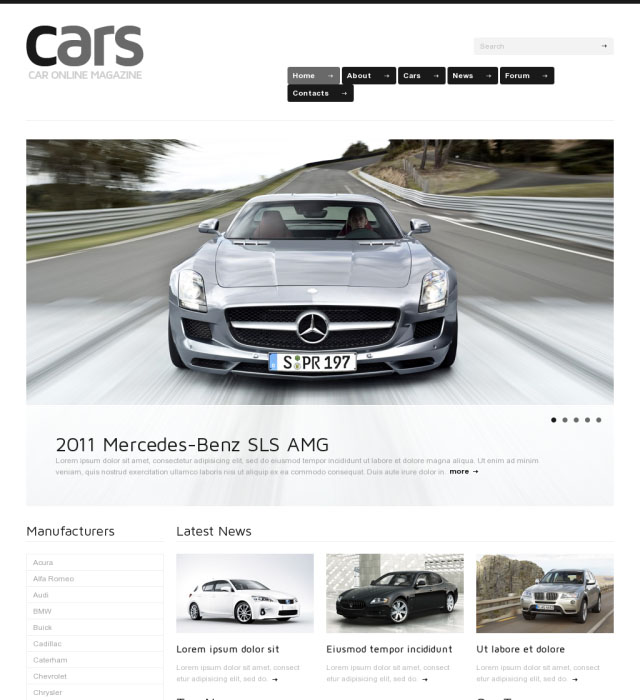 cars
CAR ONLINE MAGAZINE
Search
Home
About
Cars
News
Forum
Contacts
S PR 197
2011 Mercedes-Benz SLS AMG
Lorem ipsum dolor sit amet, consectetur adipisicing elit, sed do eiusmod tempor incididunt ut labore et dolore magna aliqua. Ut enim ad minim
veniam, quis nostrud exercitation ullamco laboris nisi ut aliquip ex ea commodo consequat. Duis aute irure dolor in. more
Manufacturers
Acura
Alfa Romeo
Audi
BMW
Buick
Cadillac
Caterham
Chevrolet
Chrysler
Latest News
Lorem ipsum dolor sit
Lorem ipsum dolor sit amet, consect
etur adipisicing elit, sed do.
Eiusmod tempor incididunt
Lorem ipsum dolor sit amet, consect
etur adipisicing elit, sed do.
Ut labore et dolore
Lorem ipsum dolor sit amet, consect
etur adipisicing elit, sed do.